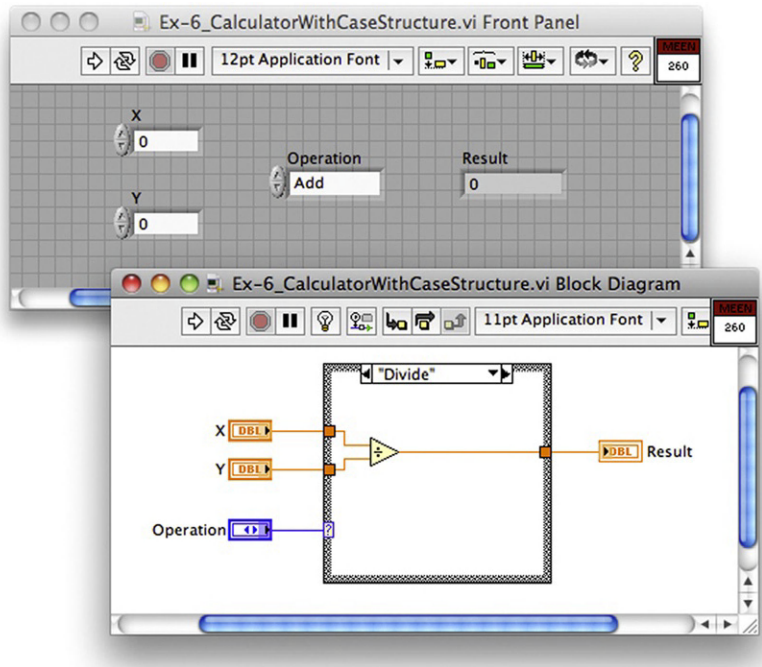 Ex-6_CalculatorWithCaseStructure.vi Front Panel
12pt Application Font
MEEN
260
X
0
Operation
Add
Result
0
Y
0
Ex-6_CalculatorWithCaseStructure.vi Block Diagram
11pt Application Font
MEEN
260
"Divide"
X
DBL
Y
DBL
÷
DBL
Result
Operation
?